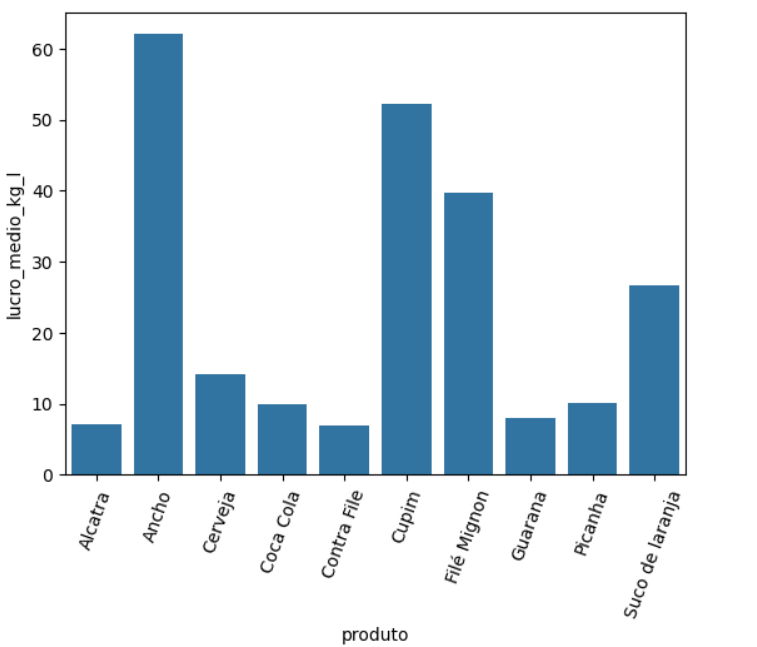 lucro_medio_kg_l
60
50
40
30
20
10
0
Alcatra
Ancho
Cerveja
Coca Cola
Contra File
Cupim
Filé Mignon
Guarana
Picanha
Suco de laranja
produto